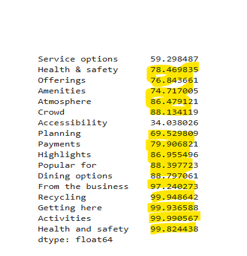 Service options 59.298487
Health & safety 78.469835
Offerings 76.843661
Amenities 74.717005
Atmosphere 86.479121
Crowd 88.134119
Accessibility 34.038026
Planning 69.529809
Payments 79.906821
Highlights 86.955496
Popular for 88.397723
Dining options 88.797061
From the business 97.240273
Recycling 99.948642
Getting here 99.936588
Activities 99.990567
Health and safety 99.824438
dtype: float64